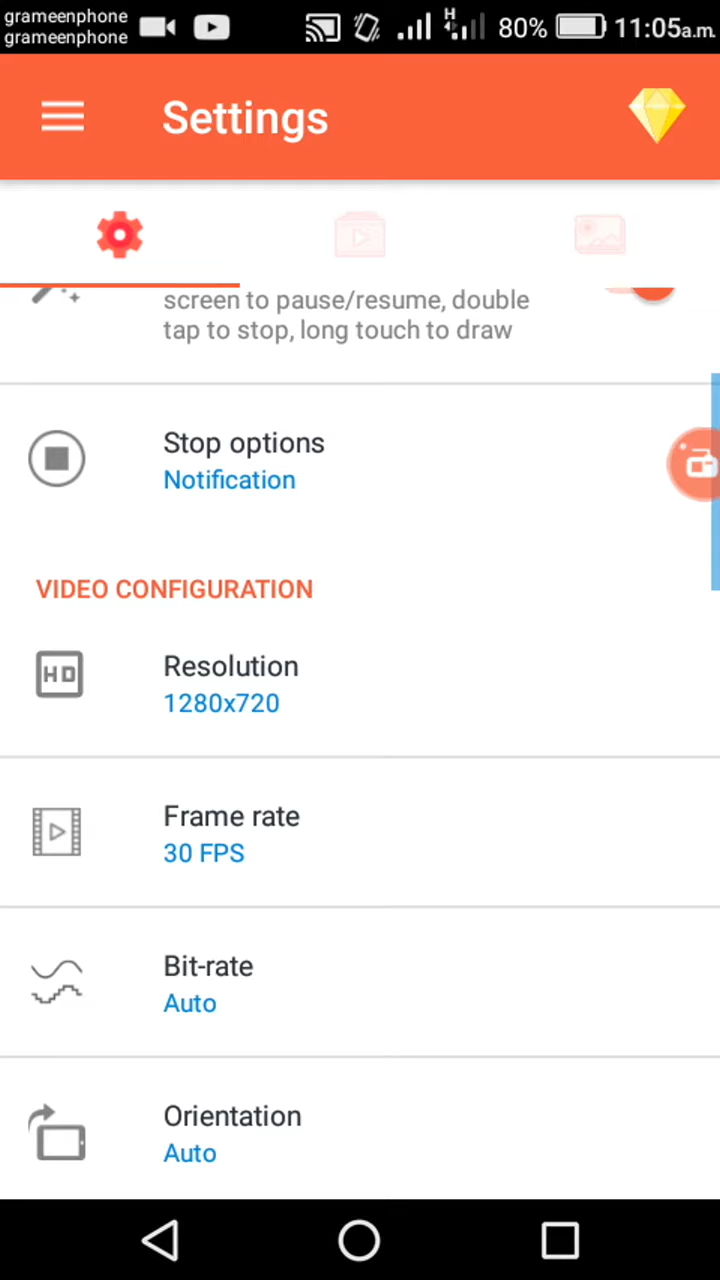 grameenphone
grameenphone
H
80%
11:05a.m.
Settings
screen to pause/resume, double
tap to stop, long touch to draw
Stop options
Notification
VIDEO CONFIGURATION
HD
Resolution
1280x720
Frame rate
30 FPS
Bit-rate
Auto
Orientation
Auto